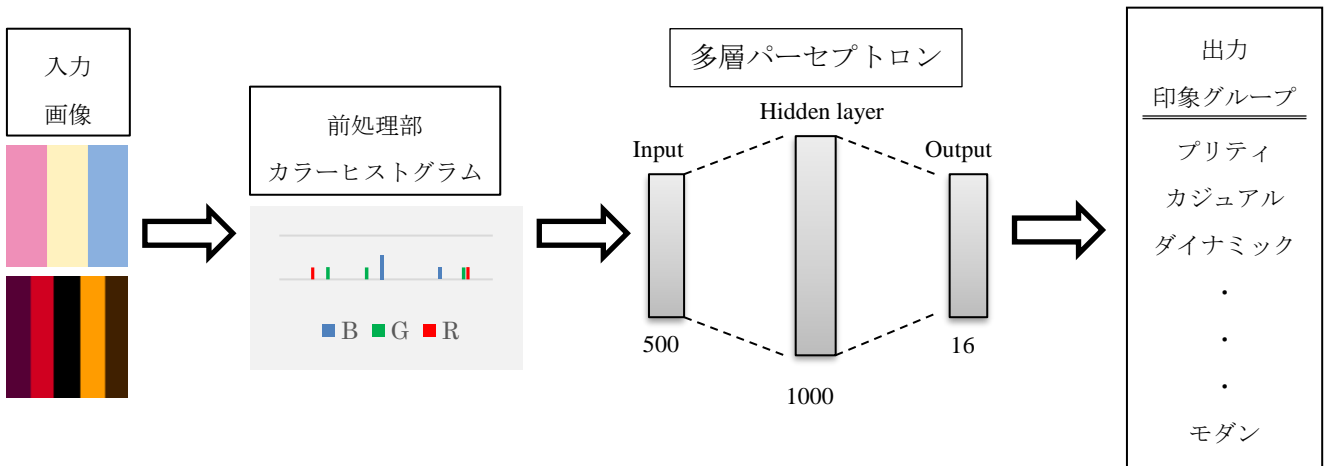 入力
画像
前処理部
カラーヒストグラム
B G R
多層パーセプトロン
Hidden layer
Input
Output
500
1000
16
出力
印象グループ
プリティ
カジュアル
ダイナミック
・
・
・
モダン